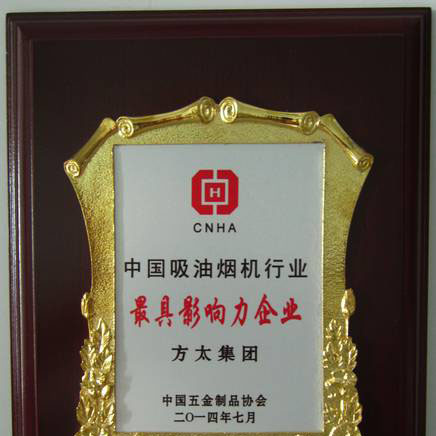 H
CNHA
中国吸油烟机行业
最具影响力企业
方太集团
中国五金制品协会
二〇一四年七月